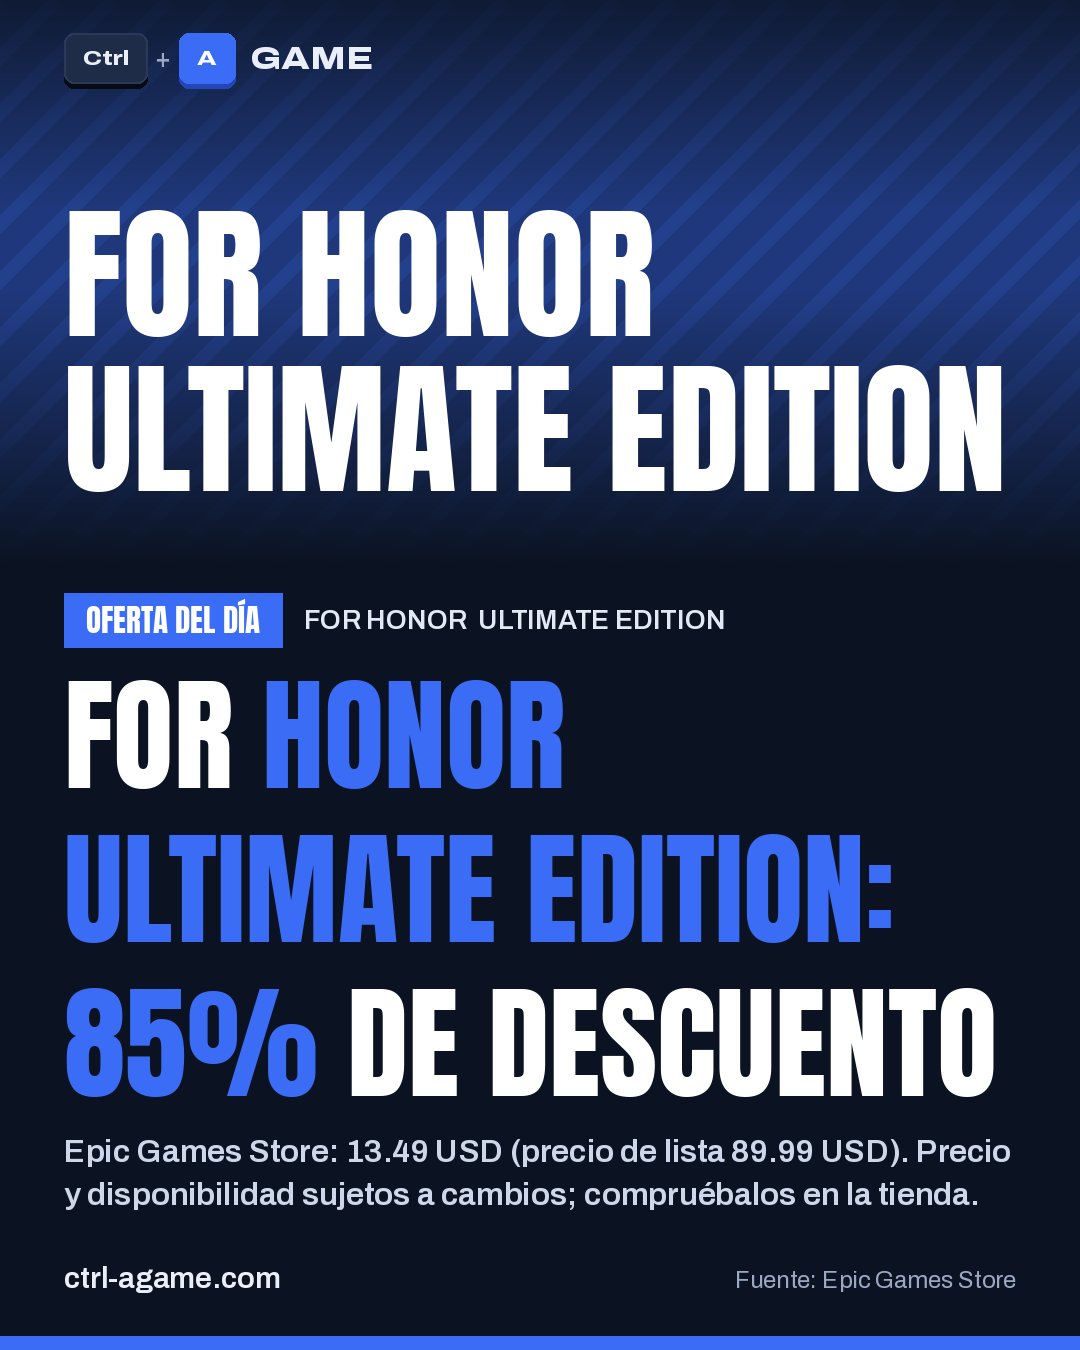 Ctrl + A GAME
FOR HONOR
ULTIMATE EDITION
OFERTA DEL DÍA FOR HONOR ULTIMATE EDITION
FOR HONOR
ULTIMATE EDITION:
85% DE DESCUENTO
Epic Games Store: 13.49 USD (precio de lista 89.99 USD). Precio
y disponibilidad sujetos a cambios; compruébalos en la tienda.
ctrl-agame.com Fuente: Epic Games Store